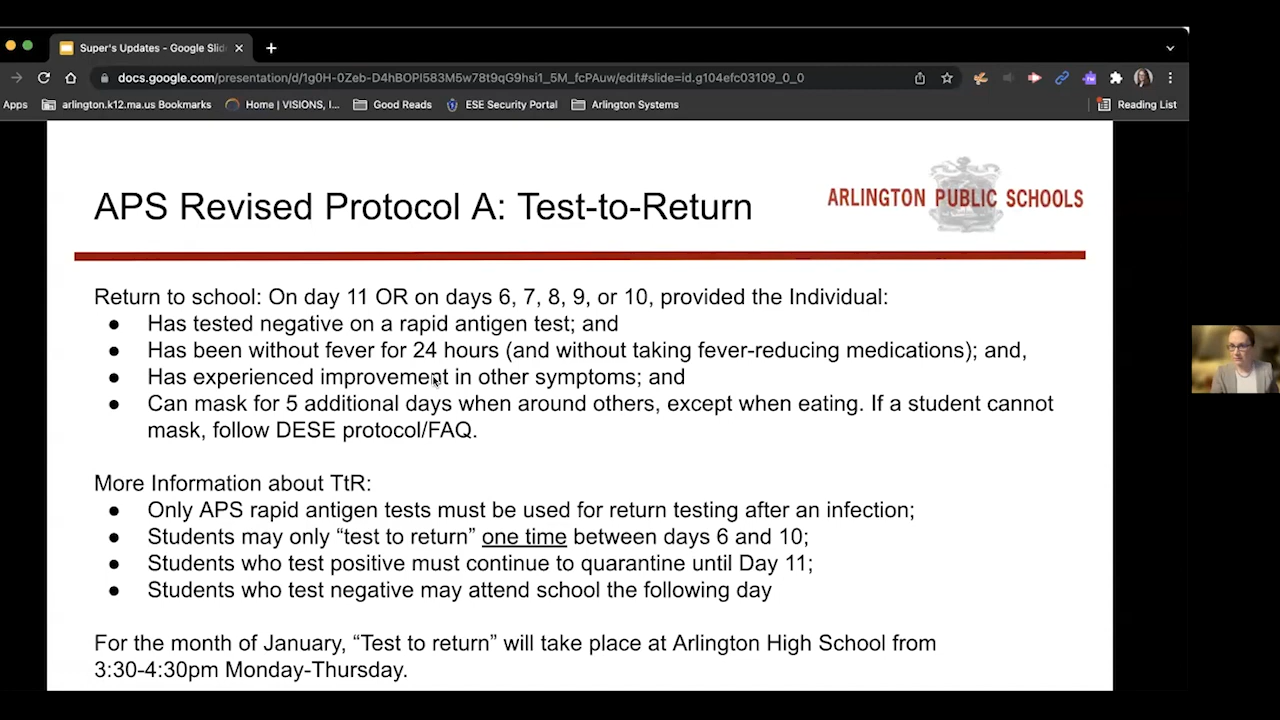 Super's Updates - Google Slid
docs.google.com/presentation/d/1g0H-0Zeb-D4hBOPI583M5w78t9qG9hsi1_5M_fcPAuw/edit#slide=id.g104efc03109_0_0
Apps arlington.k12.ma.us Bookmarks Home | VISIONS, I... Good Reads ESE Security Portal Arlington Systems Reading List
APS Revised Protocol A: Test-to-Return
ARLINGTON PUBLIC SCHOOLS
Return to school: On day 11 OR on days 6, 7, 8, 9, or 10, provided the Individual:
● Has tested negative on a rapid antigen test; and
● Has been without fever for 24 hours (and without taking fever-reducing medications); and,
● Has experienced improvement in other symptoms; and
● Can mask for 5 additional days when around others, except when eating. If a student cannot
mask, follow DESE protocol/FAQ.
More Information about TtR:
● Only APS rapid antigen tests must be used for return testing after an infection;
● Students may only “test to return” one time between days 6 and 10;
● Students who test positive must continue to quarantine until Day 11;
● Students who test negative may attend school the following day
For the month of January, “Test to return” will take place at Arlington High School from
3:30-4:30pm Monday-Thursday.